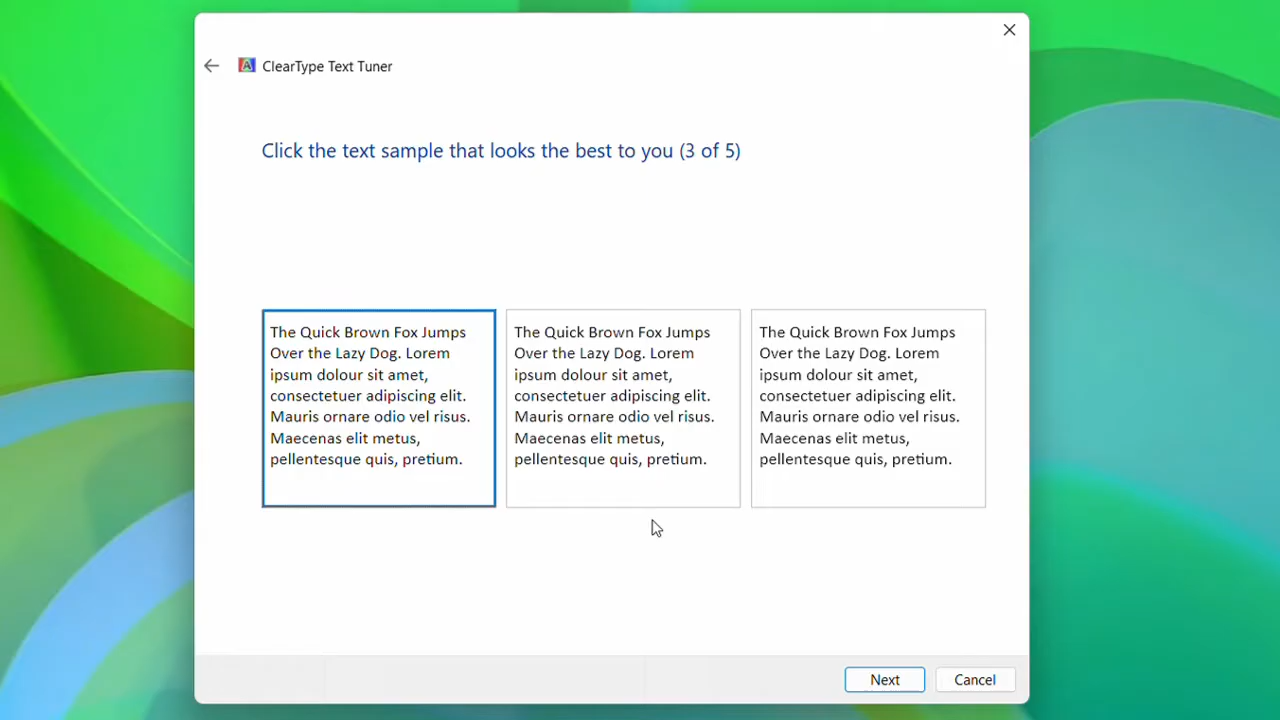 ClearType Text Tuner
Click the text sample that looks the best to you (3 of 5)
The Quick Brown Fox Jumps
Over the Lazy Dog. Lorem
ipsum dolour sit amet,
consectetuer adipiscing elit.
Mauris ornare odio vel risus.
Maecenas elit metus,
pellentesque quis, pretium.
The Quick Brown Fox Jumps
Over the Lazy Dog. Lorem
ipsum dolour sit amet,
consectetuer adipiscing elit.
Mauris ornare odio vel risus.
Maecenas elit metus,
pellentesque quis, pretium.
The Quick Brown Fox Jumps
Over the Lazy Dog. Lorem
ipsum dolour sit amet,
consectetuer adipiscing elit.
Mauris ornare odio vel risus.
Maecenas elit metus,
pellentesque quis, pretium.
Next
Cancel